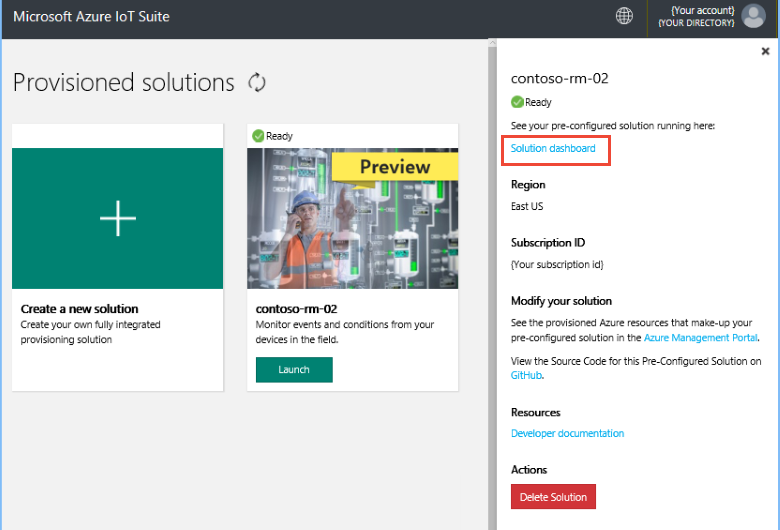 Microsoft Azure IoT Suite
{Your account}
{YOUR DIRECTORY}
Provisioned solutions
Create a new solution
Create your own fully integrated
provisioning solution
Ready
Preview
contoso-rm-02
Monitor events and conditions from your
devices in the field.
Launch
contoso-rm-02
Ready
See your pre-configured solution running here:
Solution dashboard
Region
East US
Subscription ID
{Your subscription id}
Modify your solution
See the provisioned Azure resources that make-up your
pre-configured solution in the Azure Management Portal.
View the Source Code for this Pre-Configured Solution on
GitHub.
Resources
Developer documentation
Actions
Delete Solution